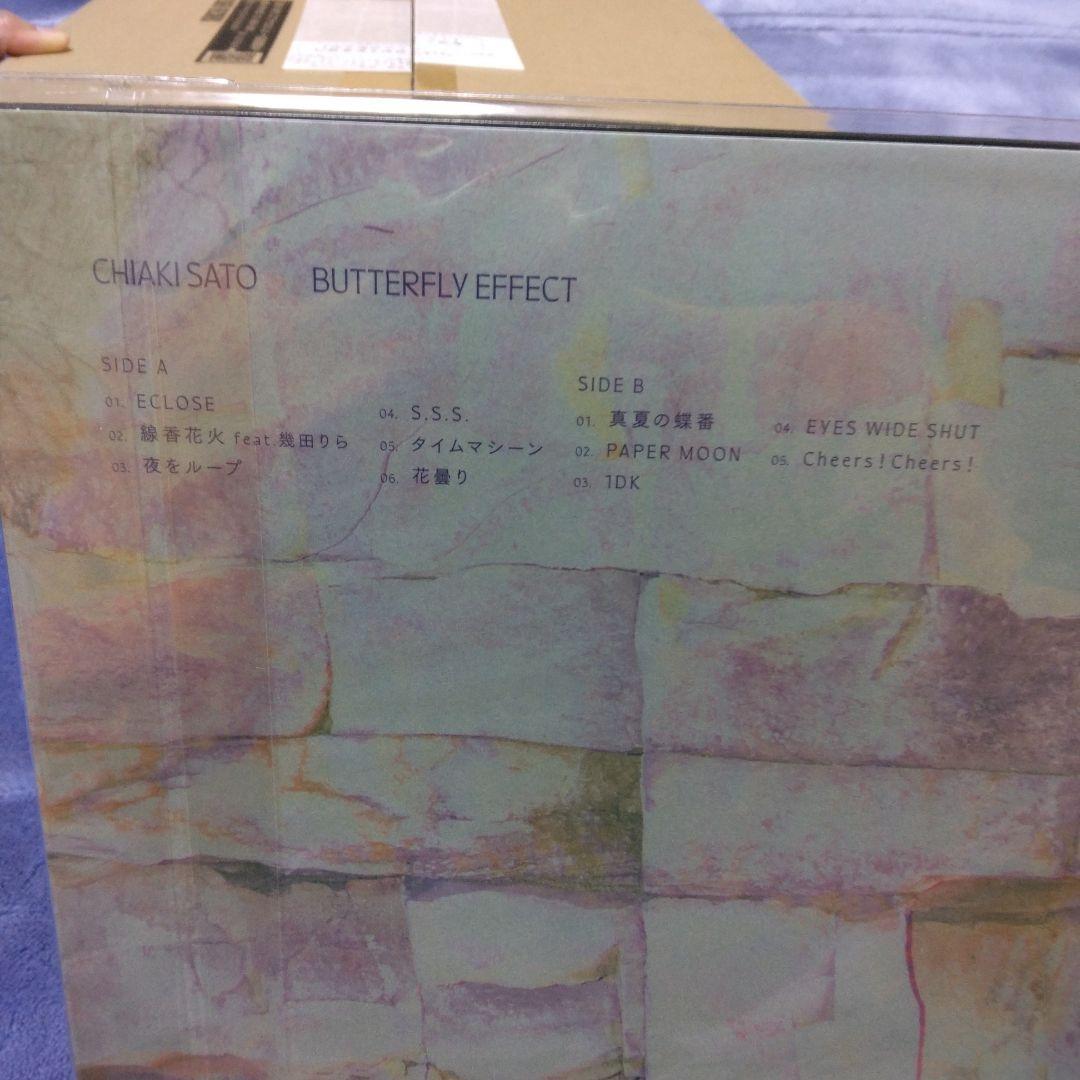 CHIAKI SATO BUTTERFLY EFFECT
SIDE A
01. ECLOSE
02. 線香花火 feat.幾田りら
03. 夜をループ
04. S.S.S.
05. タイムマシーン
06. 花曇り
SIDE B
01. 真夏の蝶番
02. PAPER MOON
03. 1DK
04. EYES WIDE SHUT
05. Cheers!Cheers!